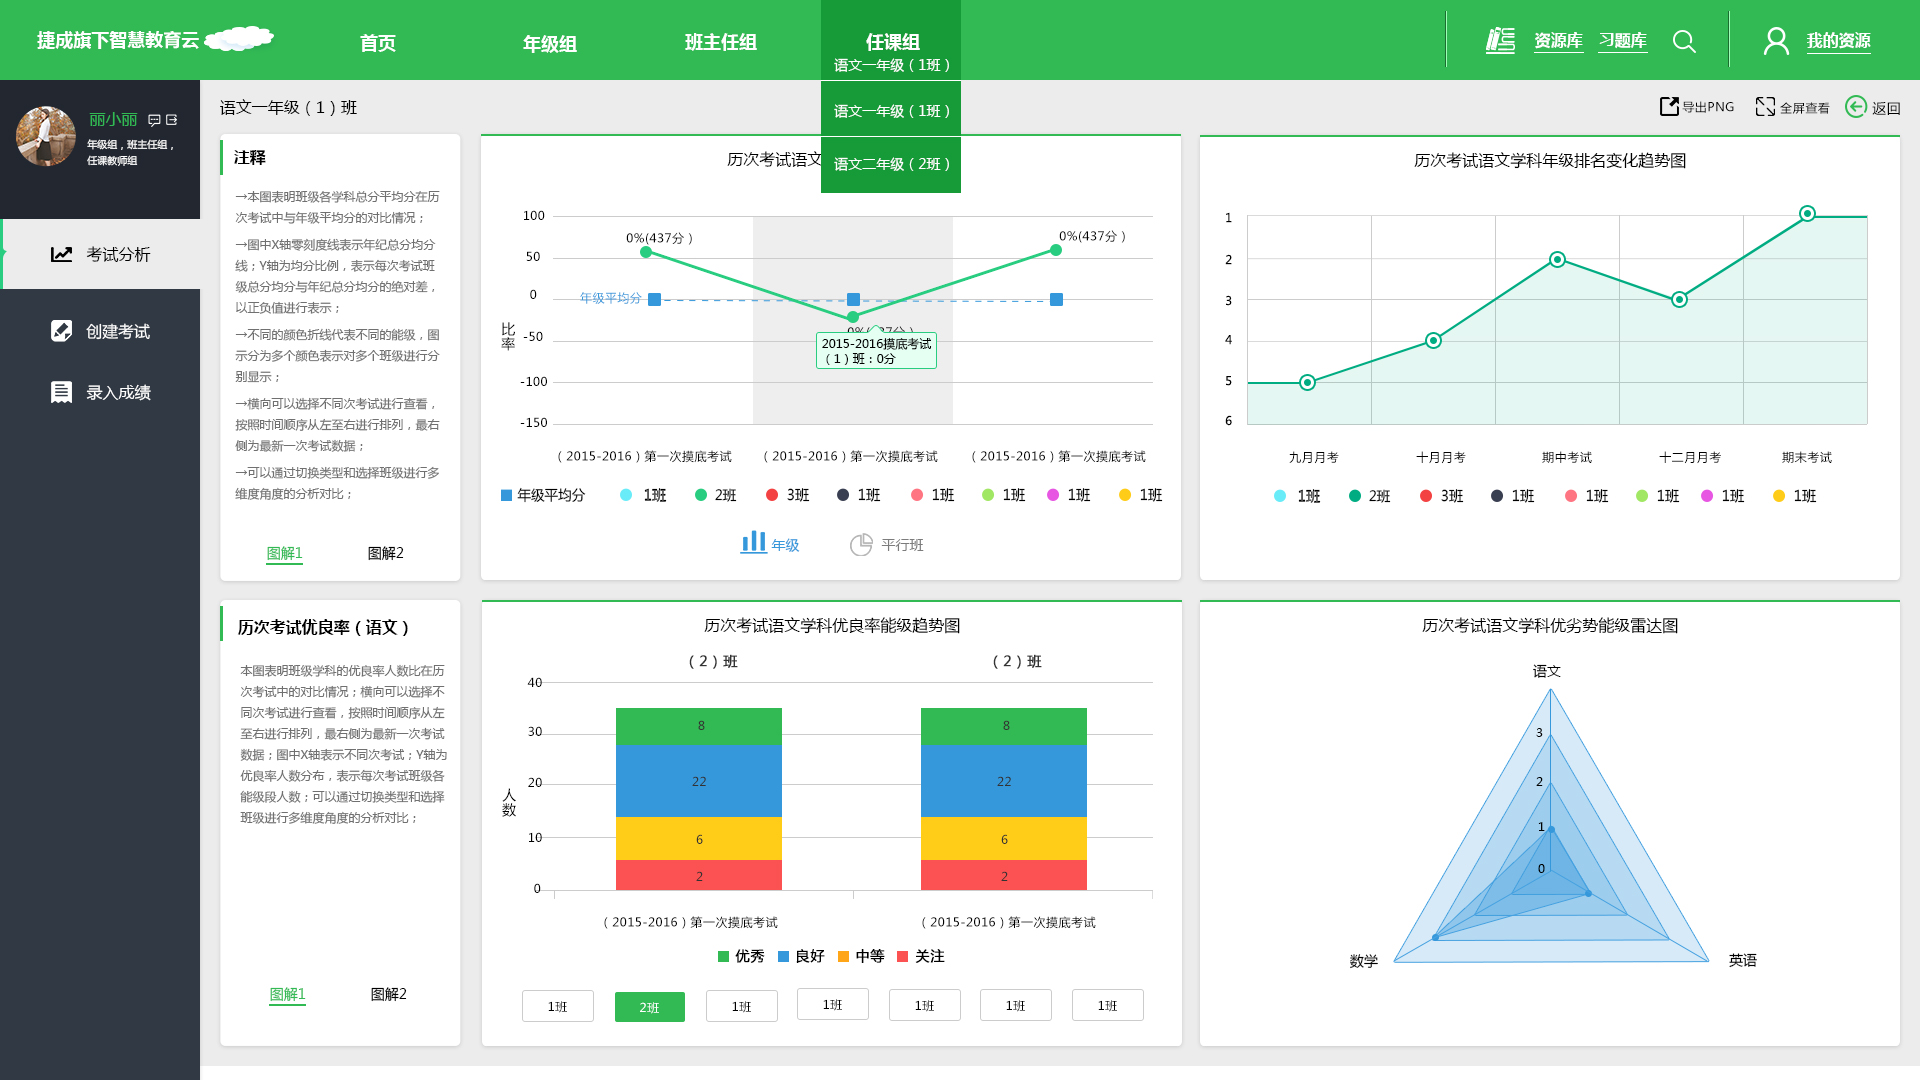 捷成旗下智慧教育云
首页
年级组
班主任组
任课组
资源库
习题库
我的资源
语文一年级（1班）
语文一年级（1班）
语文二年级（2班）
丽小丽
年级组，班主任组，
任课教师组
考试分析
创建考试
录入成绩
语文一年级（1）班
导出PNG
全屏查看
返回
注释
→本图表明班级各学科总分平均分在历
次考试中与年级平均分的对比情况；
→图中X轴零刻度线表示年纪总分均分
线；Y轴为均分比例，表示每次考试班
级总分均分与年纪总分均分的绝对差，
以正负值进行表示；
→不同的颜色折线代表不同的能级，图
示分为多个颜色表示对多个班级进行分
别显示；
→横向可以选择不同次考试进行查看，
按照时间顺序从左至右进行排列，最右
侧为最新一次考试数据；
→可以通过切换类型和选择班级进行多
维度角度的分析对比；
图解1
图解2
历次考试语文
比率
100
50
0
-50
-100
-150
0%(437分）
0%(437分）
年级平均分
2015-2016摸底考试
（1）班：0分
（2015-2016）第一次摸底考试
（2015-2016）第一次摸底考试
（2015-2016）第一次摸底考试
年级平均分
1班
2班
3班
1班
1班
1班
1班
1班
年级
平行班
历次考试语文学科年级排名变化趋势图
1
2
3
4
5
6
九月月考
十月月考
期中考试
十二月月考
期末考试
1班
2班
3班
1班
1班
1班
1班
1班
历次考试优良率（语文）
本图表明班级学科的优良率人数比在历
次考试中的对比情况；横向可以选择不
同次考试进行查看，按照时间顺序从左
至右进行排列，最右侧为最新一次考试
数据；图中X轴表示不同次考试；Y轴为
优良率人数分布，表示每次考试班级各
能级段人数；可以通过切换类型和选择
班级进行多维度角度的分析对比；
图解1
图解2
历次考试语文学科优良率能级趋势图
（2）班
（2）班
人数
40
30
20
10
0
8
22
6
2
8
22
6
2
（2015-2016）第一次摸底考试
（2015-2016）第一次摸底考试
优秀
良好
中等
关注
1班
2班
1班
1班
1班
1班
1班
历次考试语文学科优劣势能级雷达图
语文
3
2
1
0
数学
英语